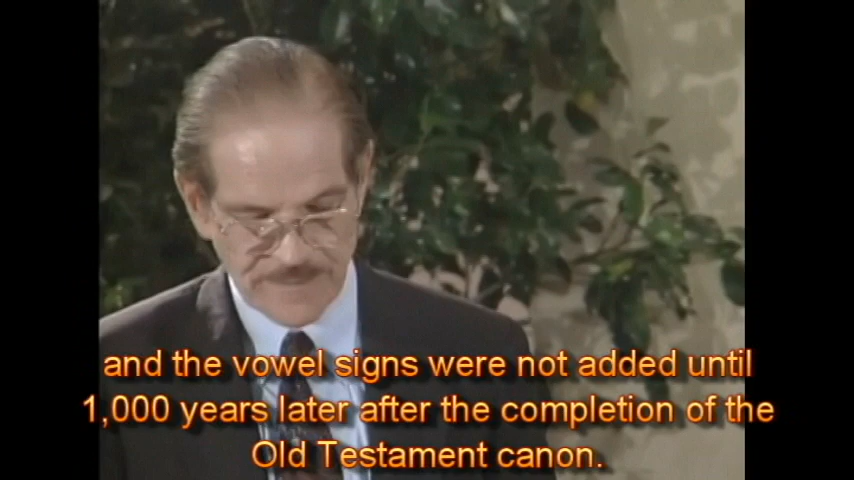 and the vowel signs were not added until
1,000 years later after the completion of the
Old Testament canon.